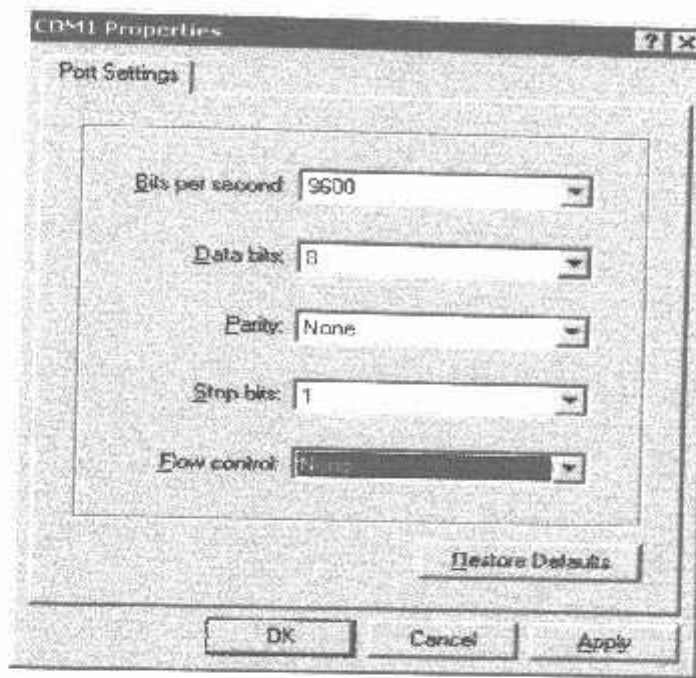 COM1 Properties
Port Settings
Bits per second: 9600
Data bits: 8
Parity: None
Stop bits: 1
Flow control: None
Restore Defaults
OK
Cancel
Apply